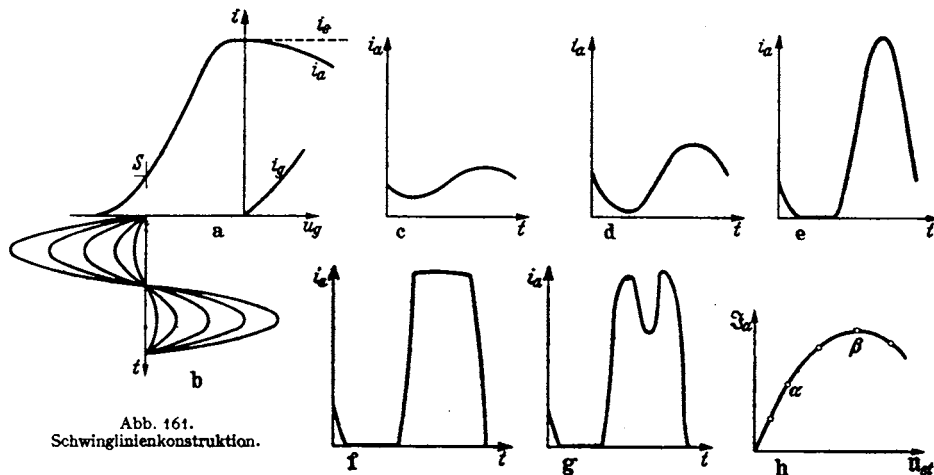 i
i_s
i_a
S
i_g
a
u_g
b
t
i_a
c
t
i_a
d
t
i_a
e
t
i_a
f
t
i_a
g
t
𝔍_a
α
β
h
𝔘_st
Abb. 161.
Schwinglinienkonstruktion.